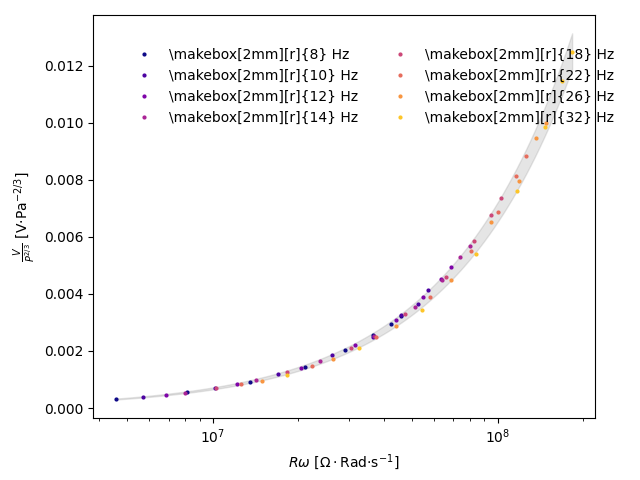 \makebox[2mm][r]{8} Hz
\makebox[2mm][r]{10} Hz
\makebox[2mm][r]{12} Hz
\makebox[2mm][r]{14} Hz
\makebox[2mm][r]{18} Hz
\makebox[2mm][r]{22} Hz
\makebox[2mm][r]{26} Hz
\makebox[2mm][r]{32} Hz
0.012
0.010
0.008
0.006
0.004
0.002
0.000
V/P^{2/3} [V·Pa^{−2/3}]
10^7 10^8
Rω [Ω · Rad·s^{−1}]